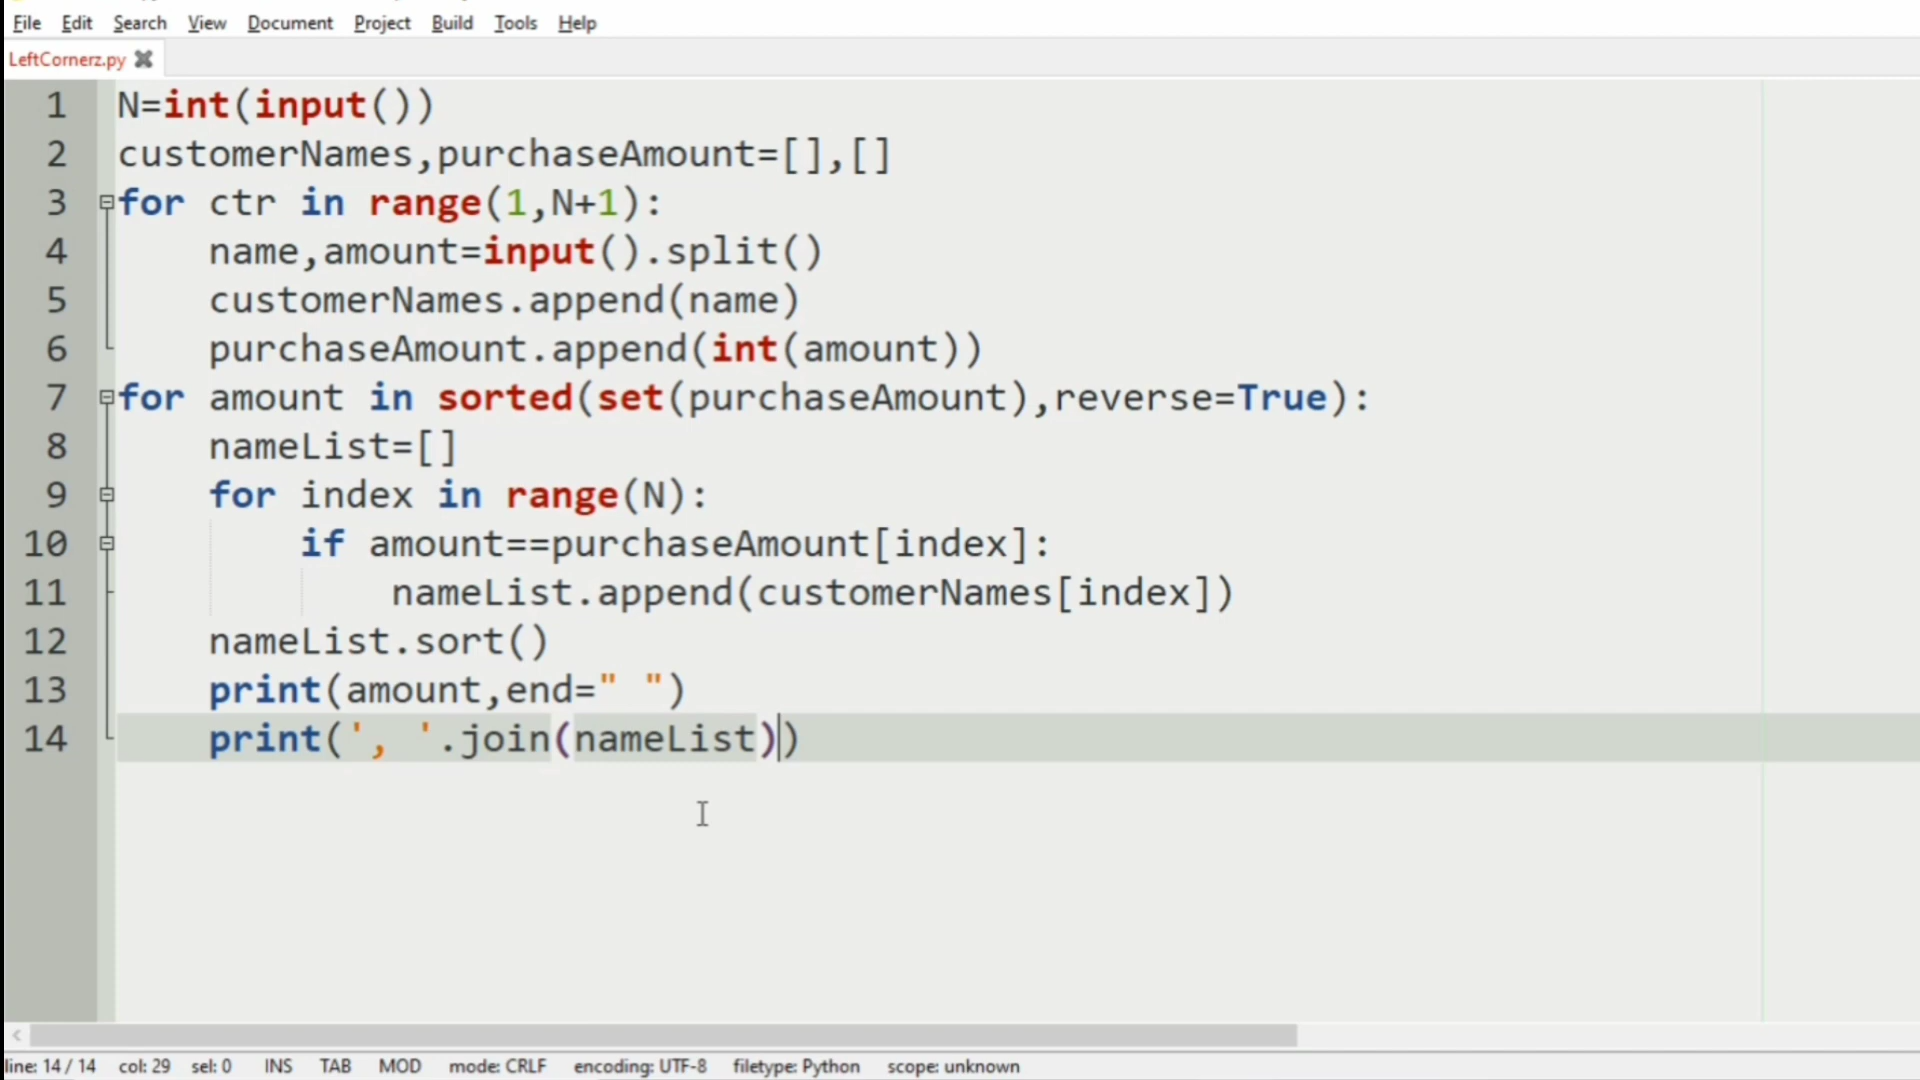 File Edit Search View Document Project Build Tools Help
LeftCornerz.py
1 N=int(input())
2 customerNames,purchaseAmount=[],[]
3 for ctr in range(1,N+1):
4     name,amount=input().split()
5     customerNames.append(name)
6     purchaseAmount.append(int(amount))
7 for amount in sorted(set(purchaseAmount),reverse=True):
8     nameList=[]
9     for index in range(N):
10         if amount==purchaseAmount[index]:
11             nameList.append(customerNames[index])
12     nameList.sort()
13     print(amount,end=" ")
14     print(', '.join(nameList))
line: 14 / 14 col: 29 sel: 0 INS TAB MOD mode: CRLF encoding: UTF-8 filetype: Python scope: unknown